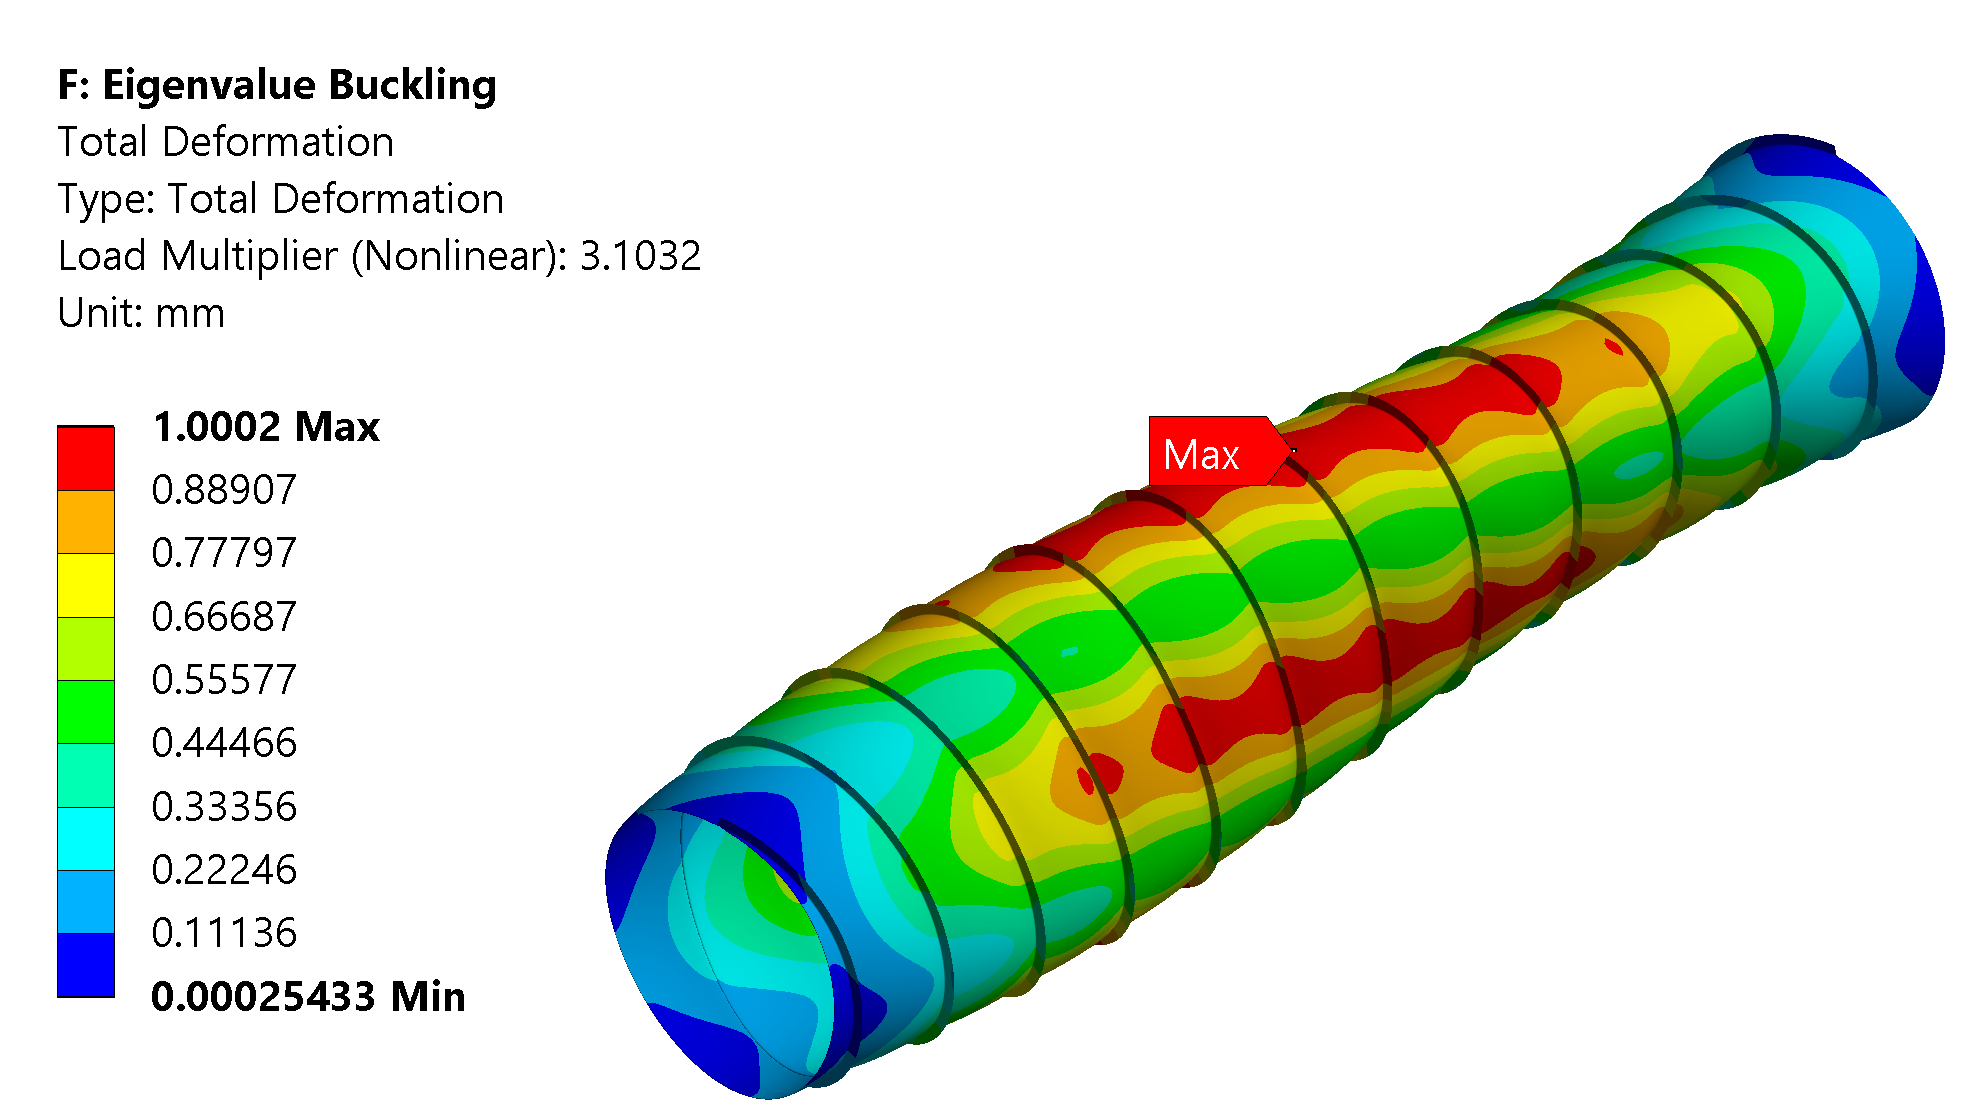 F: Eigenvalue Buckling
Total Deformation
Type: Total Deformation
Load Multiplier (Nonlinear): 3.1032
Unit: mm
1.0002 Max
0.88907
0.77797
0.66687
0.55577
0.44466
0.33356
0.22246
0.11136
0.00025433 Min
Max